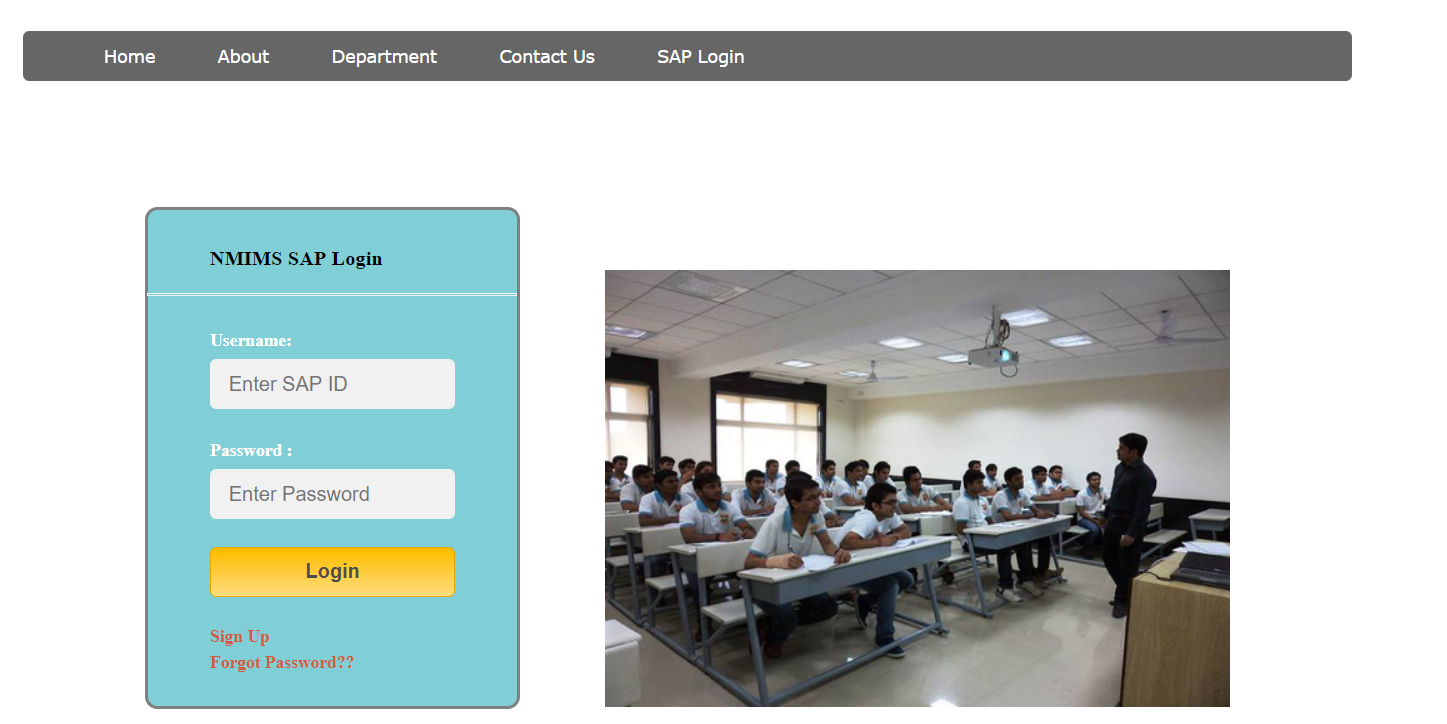 Home About Department Contact Us SAP Login
NMIMS SAP Login
Username:
Enter SAP ID
Password :
Enter Password
Login
Sign Up
Forgot Password??